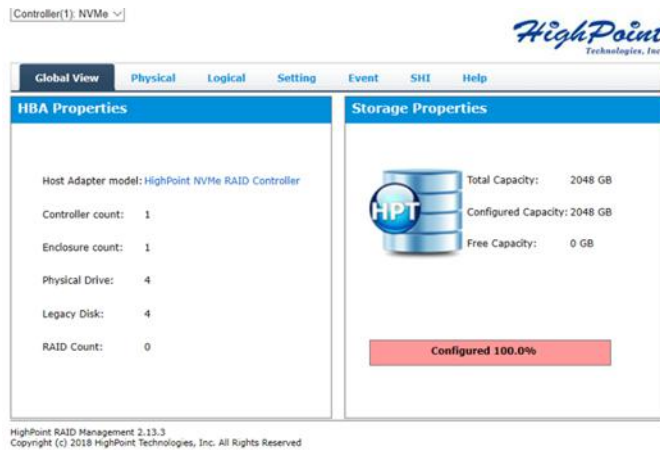 Controller(1): NVMe
HighPoint
Technologies, Inc
Global View Physical Logical Setting Event SHI Help
HBA Properties
Host Adapter model: HighPoint NVMe RAID Controller
Controller count: 1
Enclosure count: 1
Physical Drive: 4
Legacy Disk: 4
RAID Count: 0
Storage Properties
HPT
Total Capacity: 2048 GB
Configured Capacity: 2048 GB
Free Capacity: 0 GB
Configured 100.0%
HighPoint RAID Management 2.13.3
Copyright (c) 2018 HighPoint Technologies, Inc. All Rights Reserved